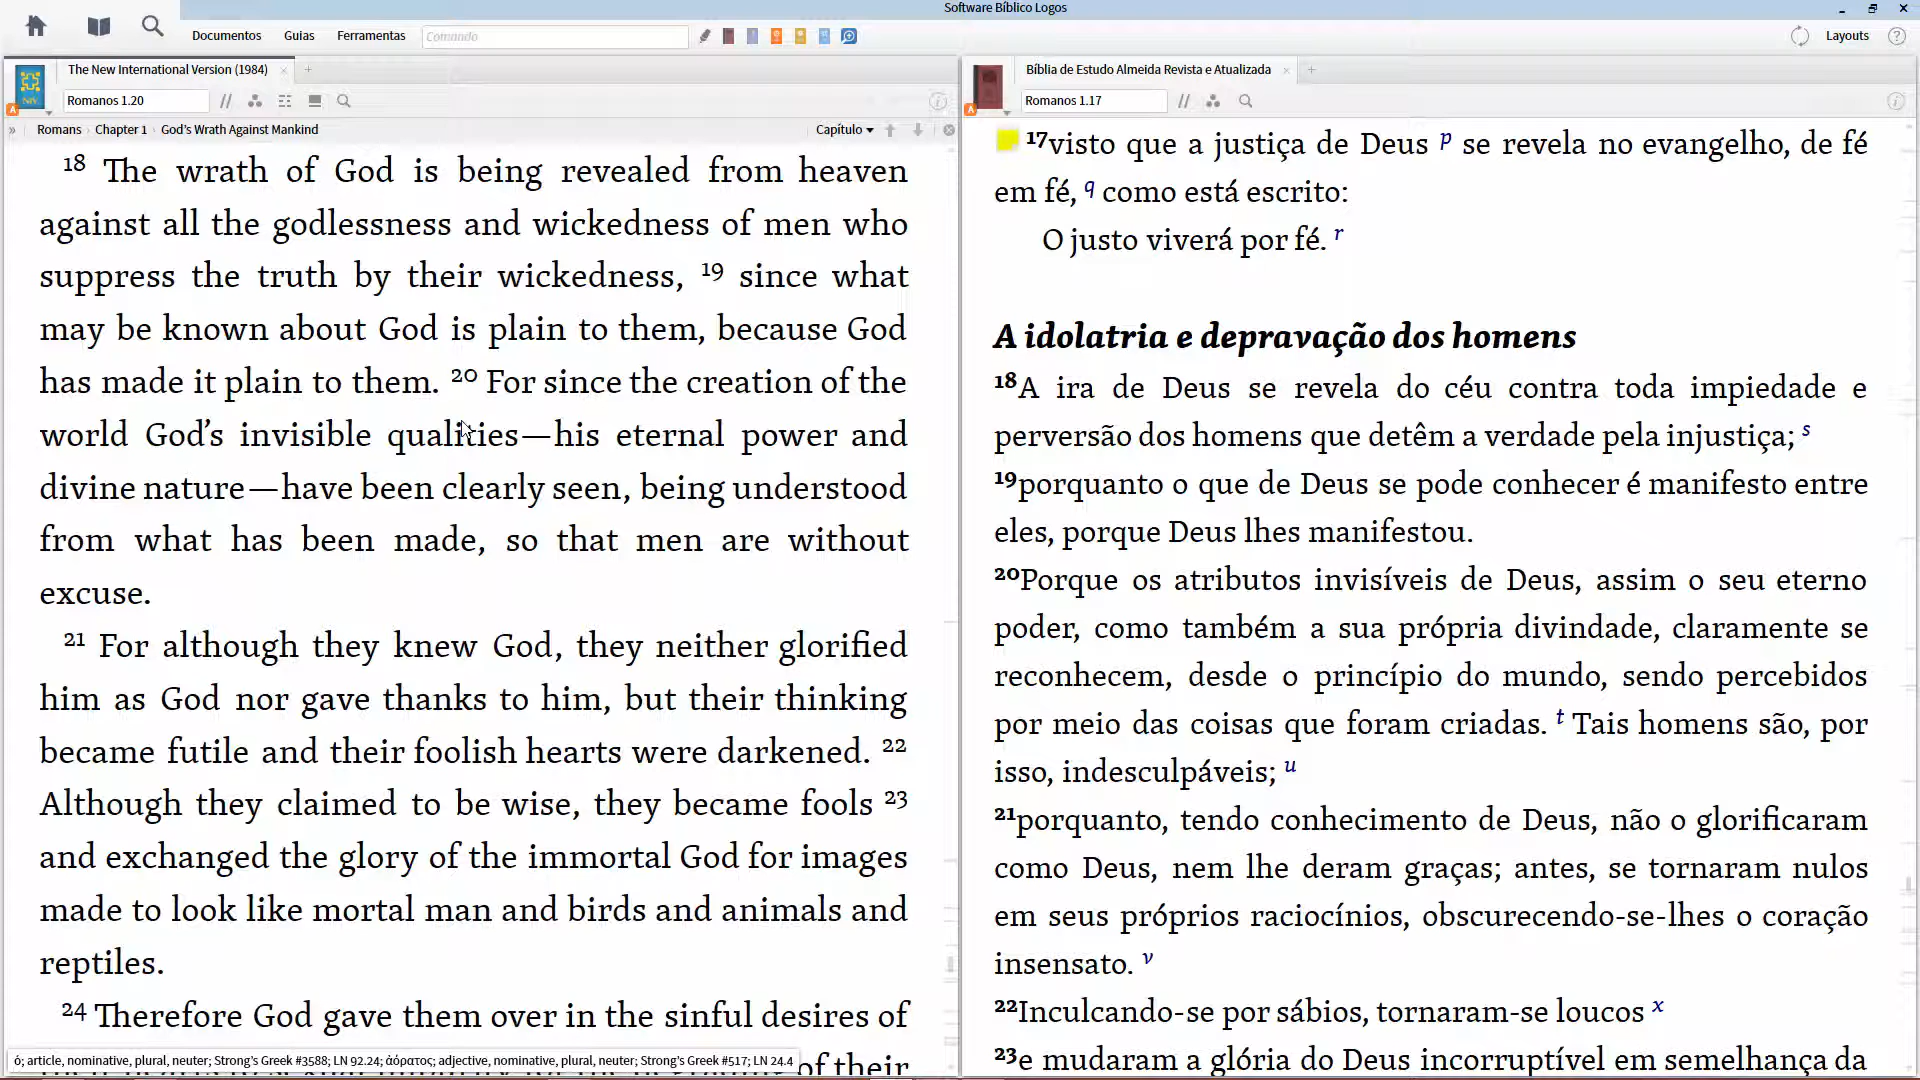 Software Bíblico Logos
Documentos Guias Ferramentas Comando
Layouts
The New International Version (1984)
NIV
A
Romanos 1.20
Romans › Chapter 1 › God's Wrath Against Mankind
Capítulo
18 The wrath of God is being revealed from heaven
against all the godlessness and wickedness of men who
suppress the truth by their wickedness, 19 since what
may be known about God is plain to them, because God
has made it plain to them. 20 For since the creation of the
world God’s invisible qualities—his eternal power and
divine nature—have been clearly seen, being understood
from what has been made, so that men are without
excuse.
21 For although they knew God, they neither glorified
him as God nor gave thanks to him, but their thinking
became futile and their foolish hearts were darkened. 22
Although they claimed to be wise, they became fools 23
and exchanged the glory of the immortal God for images
made to look like mortal man and birds and animals and
reptiles.
24 Therefore God gave them over in the sinful desires of
of their
ό; article, nominative, plural, neuter; Strong’s Greek #3588; LN 92.24; ἀόρατος; adjective, nominative, plural, neuter; Strong’s Greek #517; LN 24.4
Bíblia de Estudo Almeida Revista e Atualizada
A
Romanos 1.17
17visto que a justiça de Deus p se revela no evangelho, de fé
em fé, q como está escrito:
O justo viverá por fé. r
A idolatria e depravação dos homens
18A ira de Deus se revela do céu contra toda impiedade e
perversão dos homens que detêm a verdade pela injustiça; s
19porquanto o que de Deus se pode conhecer é manifesto entre
eles, porque Deus lhes manifestou.
20Porque os atributos invisíveis de Deus, assim o seu eterno
poder, como também a sua própria divindade, claramente se
reconhecem, desde o princípio do mundo, sendo percebidos
por meio das coisas que foram criadas. t Tais homens são, por
isso, indesculpáveis; u
21porquanto, tendo conhecimento de Deus, não o glorificaram
como Deus, nem lhe deram graças; antes, se tornaram nulos
em seus próprios raciocínios, obscurecendo-se-lhes o coração
insensato. v
22Inculcando-se por sábios, tornaram-se loucos x
23e mudaram a glória do Deus incorruptível em semelhança da